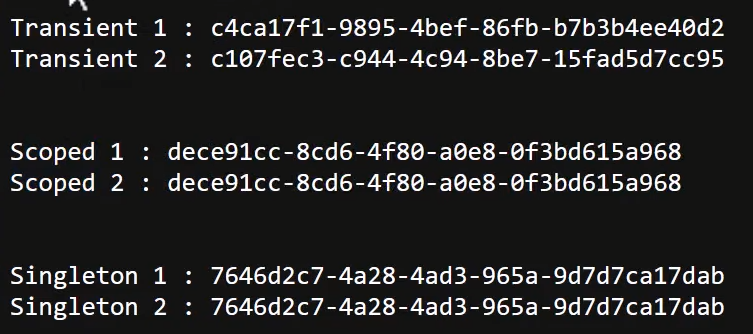 Transient 1 : c4ca17f1-9895-4bef-86fb-b7b3b4ee40d2
Transient 2 : c107fec3-c944-4c94-8be7-15fad5d7cc95
Scoped 1 : dece91cc-8cd6-4f80-a0e8-0f3bd615a968
Scoped 2 : dece91cc-8cd6-4f80-a0e8-0f3bd615a968
Singleton 1 : 7646d2c7-4a28-4ad3-965a-9d7d7ca17dab
Singleton 2 : 7646d2c7-4a28-4ad3-965a-9d7d7ca17dab